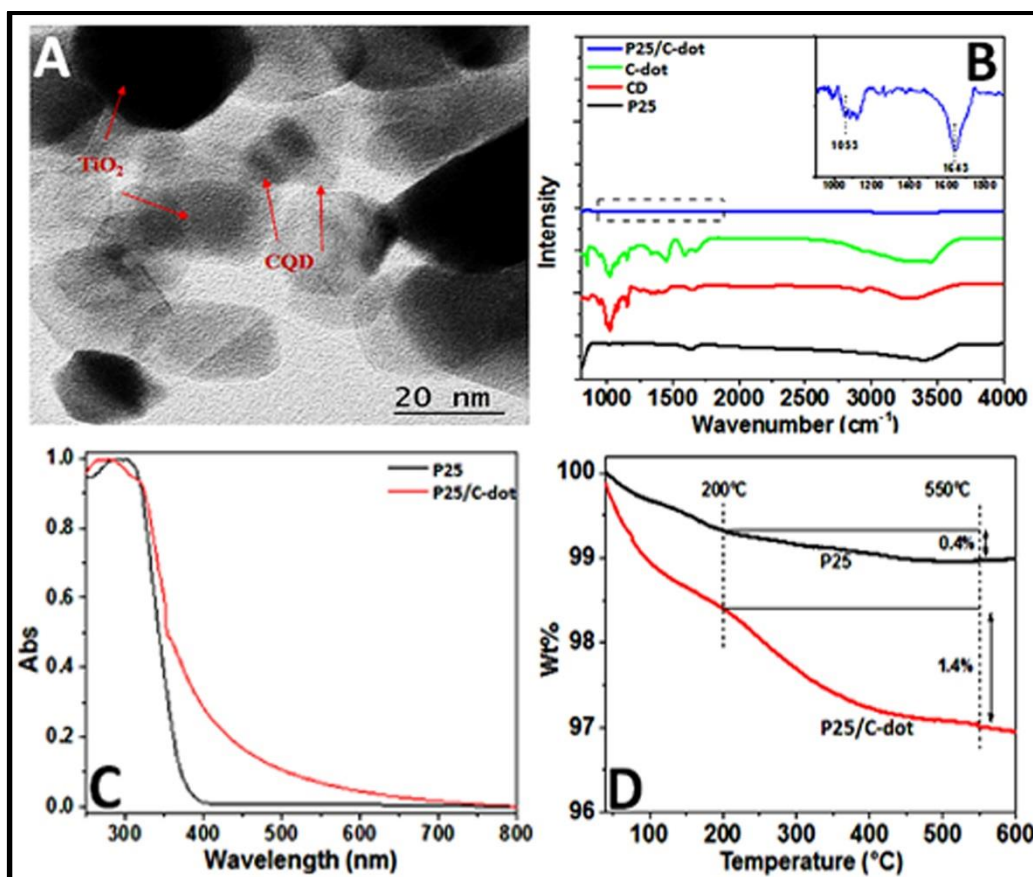 A
TiO₂
CQD
20 nm
B
P25/C-dot
C-dot
CD
P25
1053
1643
1000 1200 1400 1600 1800
Intensity
1000 1500 2000 2500 3000 3500 4000
Wavenumber (cm⁻¹)
C
P25
P25/C-dot
1.0
0.8
0.6
0.4
0.2
0.0
Abs
300 400 500 600 700 800
Wavelength (nm)
D
200°C
550°C
0.4%
P25
1.4%
P25/C-dot
100
99
98
97
96
Wt%
100 200 300 400 500 600
Temperature (°C)